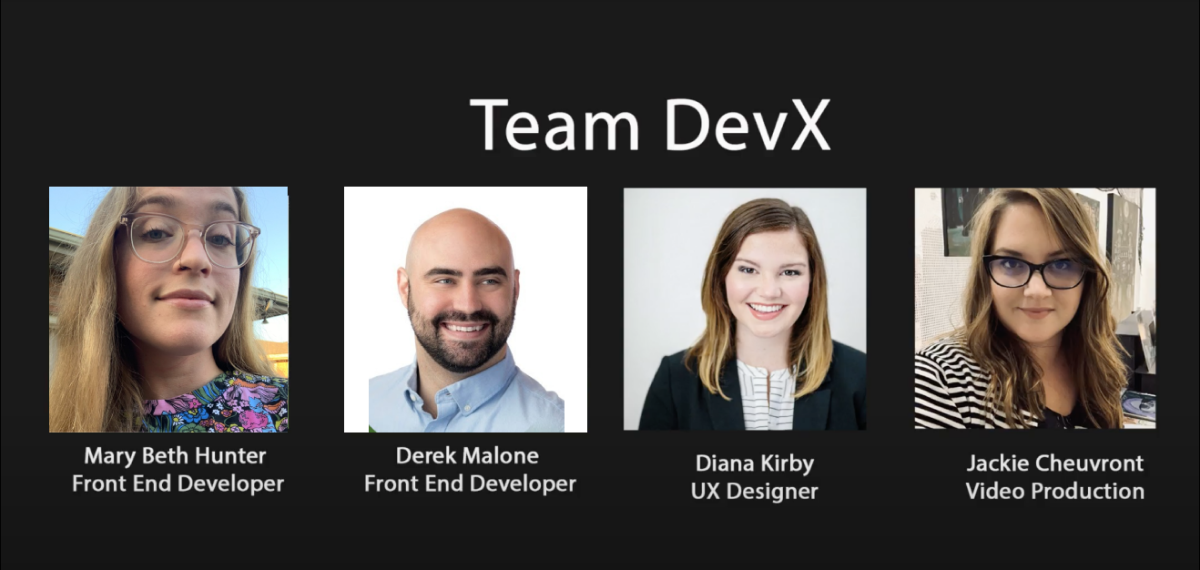 Team DevX
Mary Beth Hunter
Front End Developer
Derek Malone
Front End Developer
Diana Kirby
UX Designer
Jackie Cheuvront
Video Production